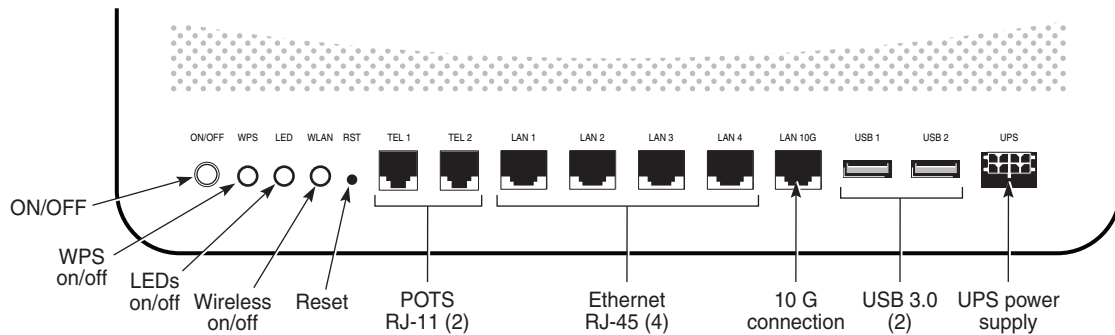 ON/OFF WPS LED WLAN RST TEL 1 TEL 2 LAN 1 LAN 2 LAN 3 LAN 4 LAN 10G USB 1 USB 2 UPS
ON/OFF
WPS
on/off
LEDs
on/off
Wireless
on/off
Reset
POTS
RJ-11 (2)
Ethernet
RJ-45 (4)
10 G
connection
USB 3.0
(2)
UPS power
supply